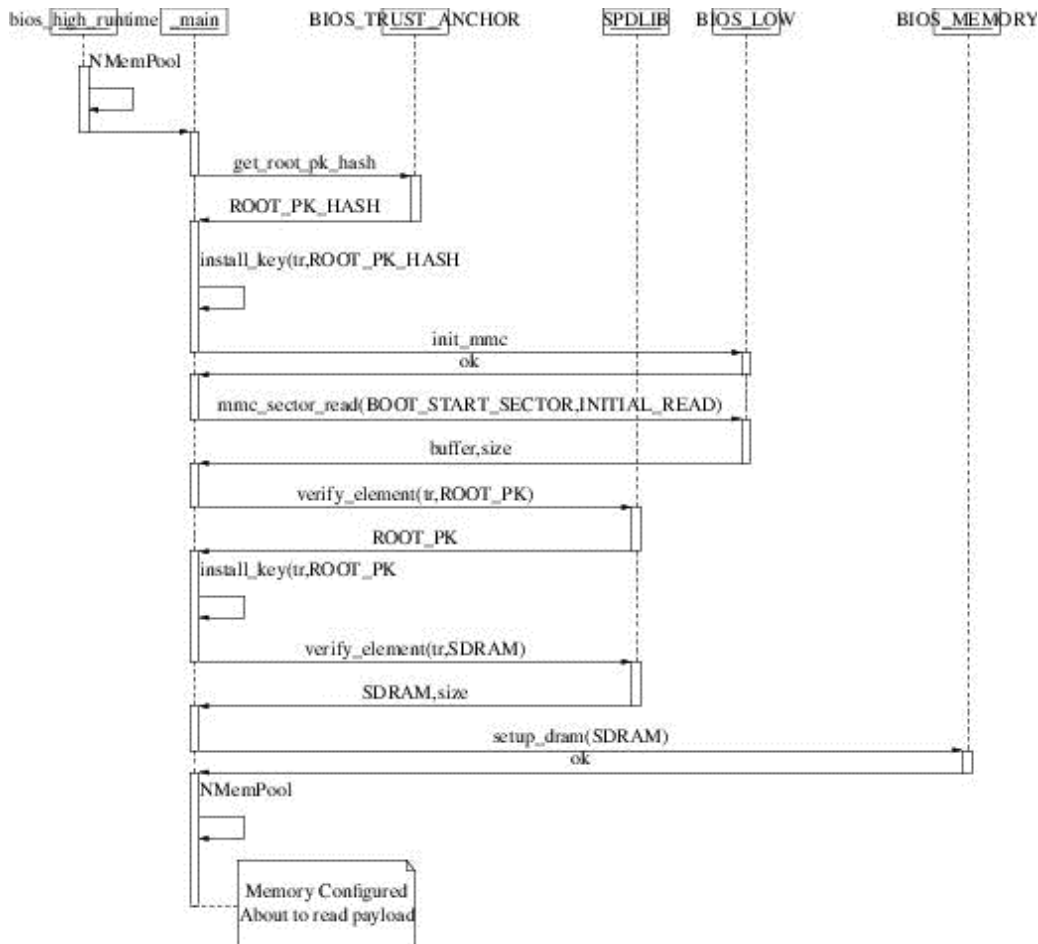 bios_high_runtime _main BIOS_TRUST_ANCHOR SPDLIB BIOS_LOW BIOS_MEMORY
NMemPool
get_root_pk_hash
ROOT_PK_HASH
install_key(tr,ROOT_PK_HASH
init_mmc
ok
mmc_sector_read(BOOT_START_SECTOR,INITIAL_READ)
buffer,size
verify_element(tr,ROOT_PK)
ROOT_PK
install_key(tr,ROOT_PK
verify_element(tr,SDRAM)
SDRAM,size
setup_dram(SDRAM)
ok
NMemPool
Memory Configured
About to read payload